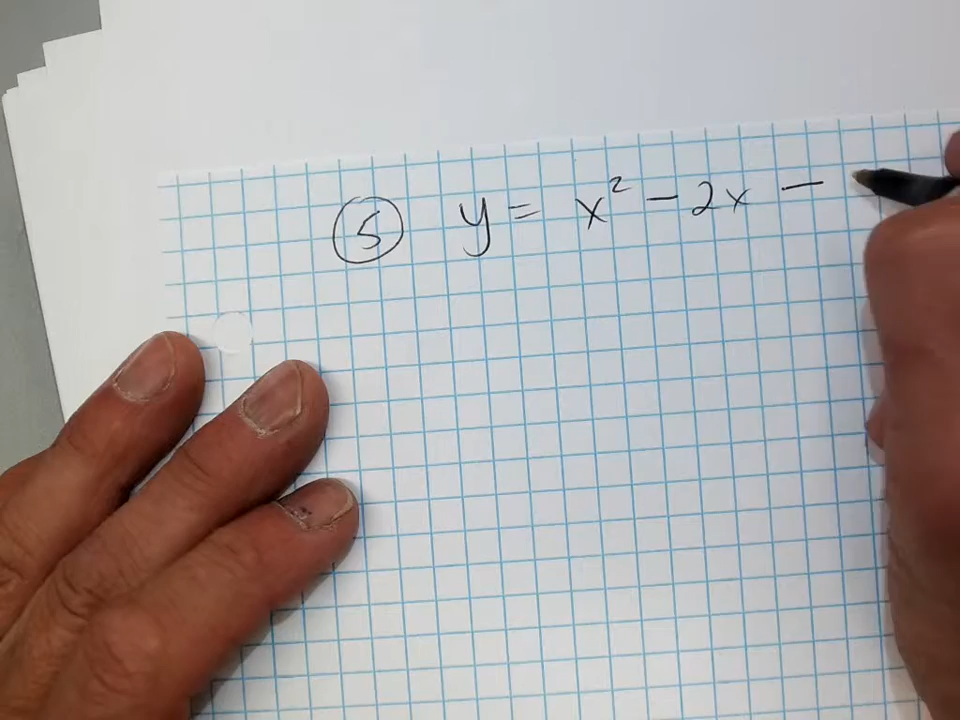 ⑤ y = x² - 2x -